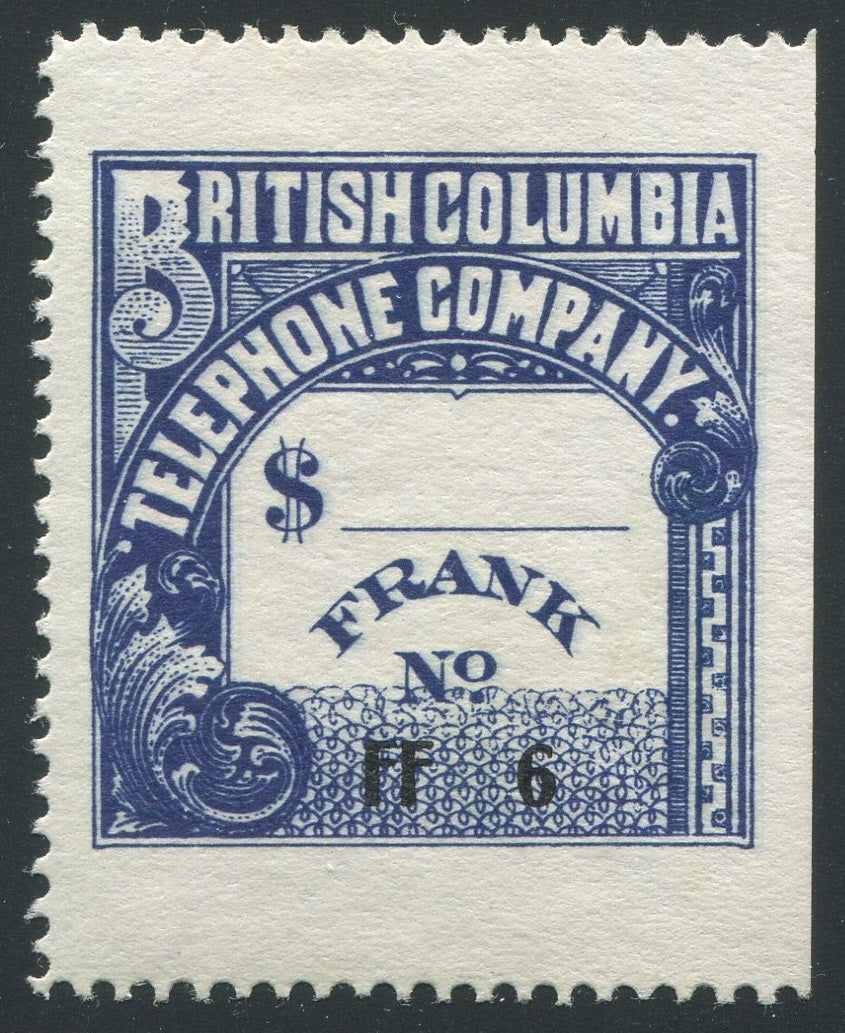 BRITISH COLUMBIA
TELEPHONE COMPANY.
$
FRANK
No
FF 6